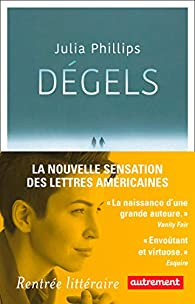 Julia Phillips
DÉGELS
LA NOUVELLE SENSATION
DES LETTRES AMÉRICAINES
« La naissance d'une
grande auteure. »
Vanity Fair
« Envoûtant
et virtuose. »
Esquire
Rentrée littéraire
autrement